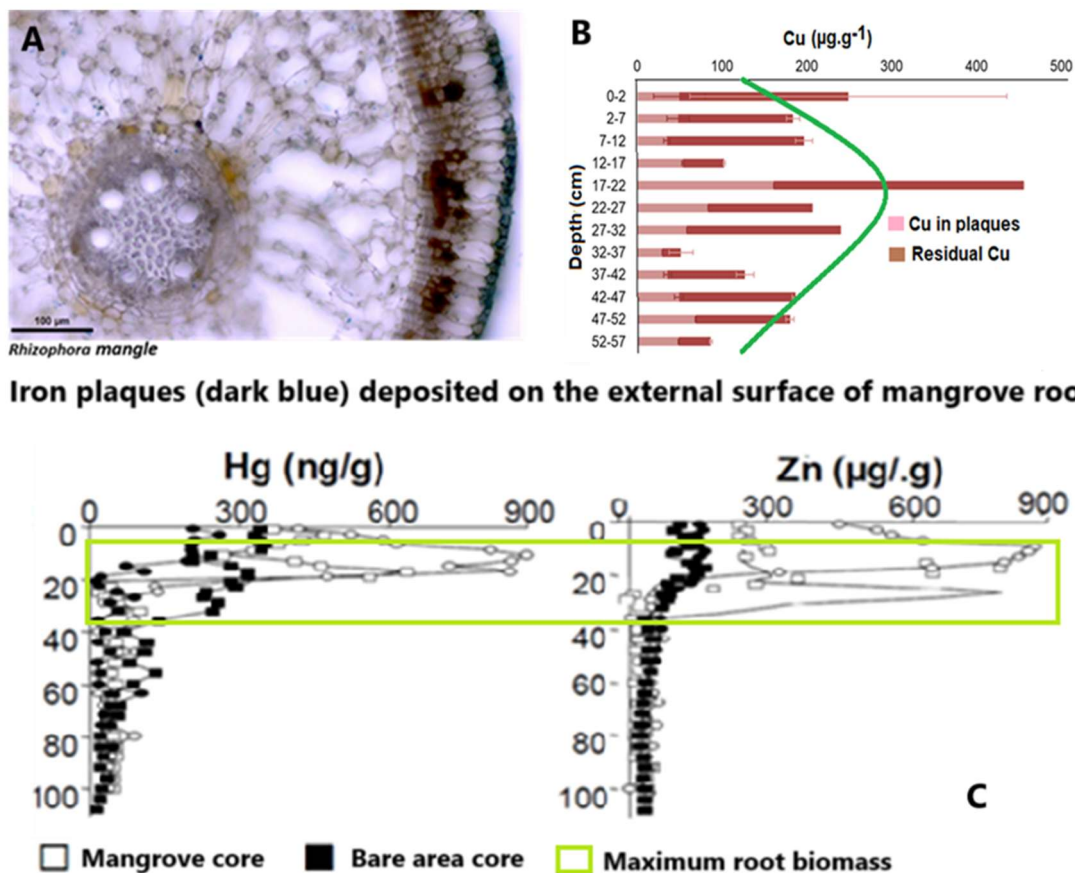 A
100 µm
Rhizophora mangle
B
Cu (µg.g-1)
0 100 200 300 400 500
Depth (cm)
0-2
2-7
7-12
12-17
17-22
22-27
27-32
32-37
37-42
42-47
47-52
52-57
Cu in plaques
Residual Cu
Iron plaques (dark blue) deposited on the external surface of mangrove roo
Hg (ng/g)
0 300 600 900
0
20
40
60
80
100
Zn (µg/.g)
0 300 600 900
0
20
40
60
80
100
C
Mangrove core
Bare area core
Maximum root biomass